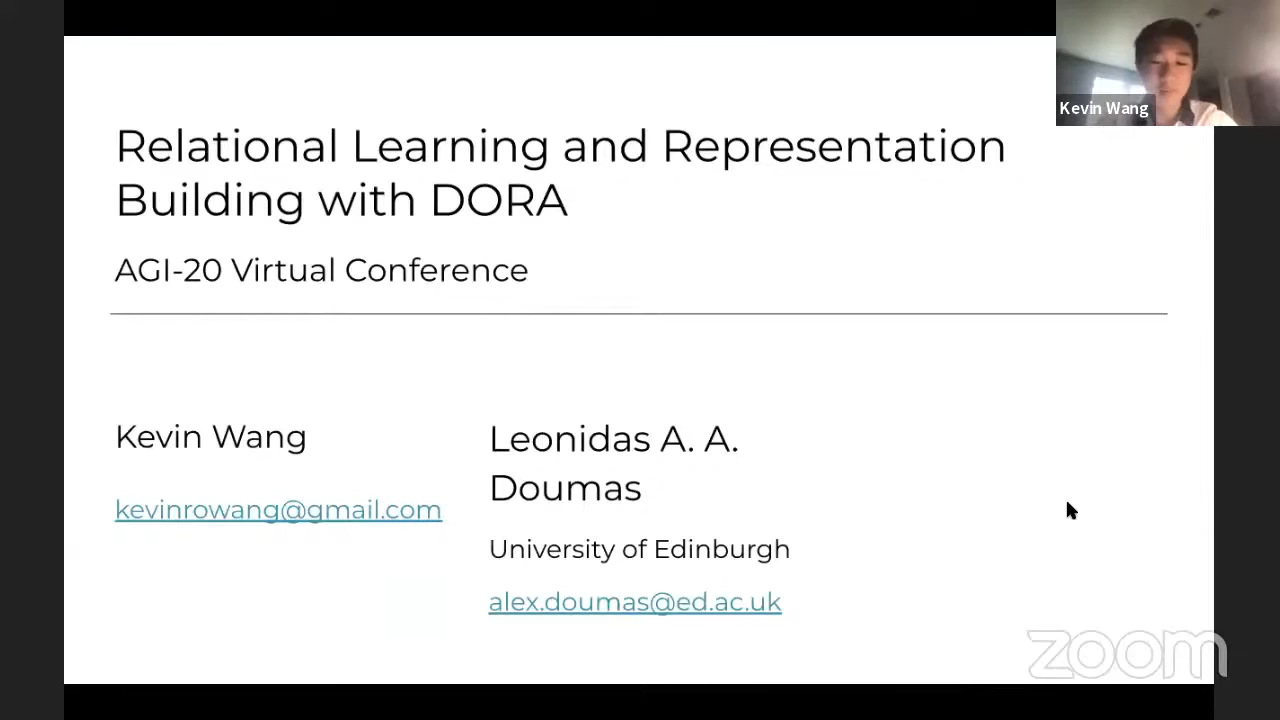 Relational Learning and Representation
Building with DORA
AGI-20 Virtual Conference
Kevin Wang
kevinrowang@gmail.com
Leonidas A. A.
Doumas
University of Edinburgh
alex.doumas@ed.ac.uk
Kevin Wang
zoom